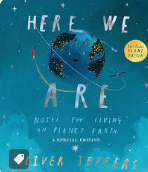 HERE WE
ARE
NOTES FOR LIVING
ON PLANET EARTH
A SPECIAL EDITION
OLIVER JEFFERS